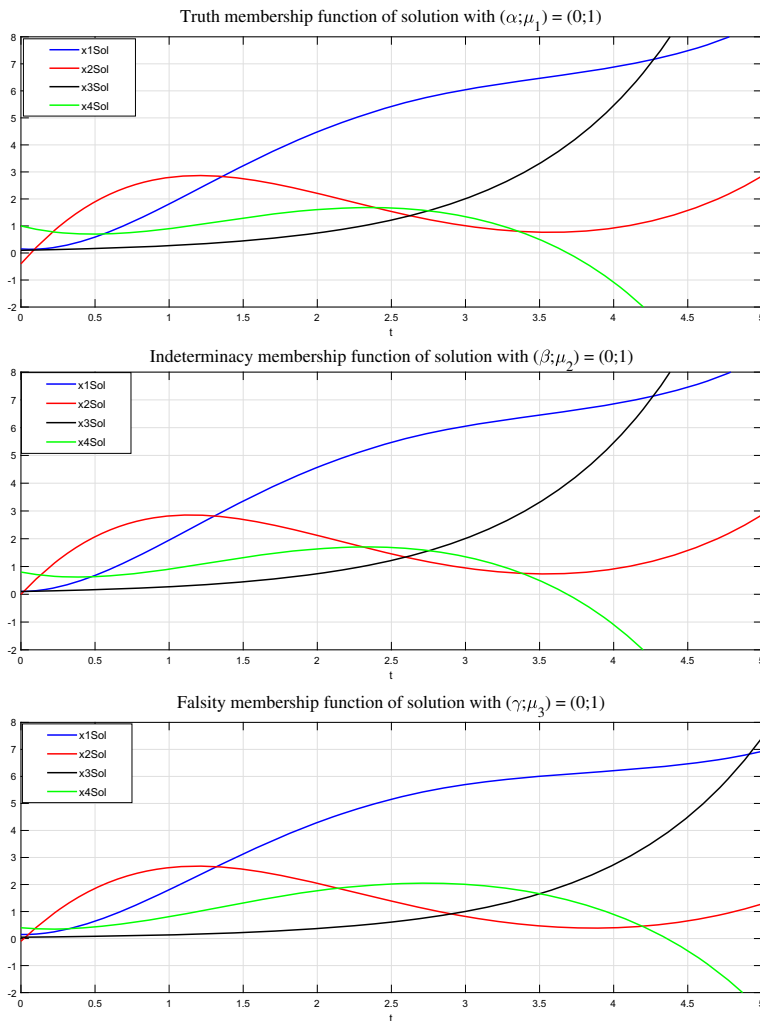 Truth membership function of solution with (α;μ₁) = (0;1)
8
7
6
5
4
3
2
1
0
-1
-2
x1Sol
x2Sol
x3Sol
x4Sol
0 0.5 1 1.5 2 2.5 3 3.5 4 4.5 5
t
Indeterminacy membership function of solution with (β;μ₂) = (0;1)
8
7
6
5
4
3
2
1
0
-1
-2
x1Sol
x2Sol
x3Sol
x4Sol
0 0.5 1 1.5 2 2.5 3 3.5 4 4.5 5
t
Falsity membership function of solution with (γ;μ₃) = (0;1)
8
7
6
5
4
3
2
1
0
-1
-2
x1Sol
x2Sol
x3Sol
x4Sol
0 0.5 1 1.5 2 2.5 3 3.5 4 4.5 5
t